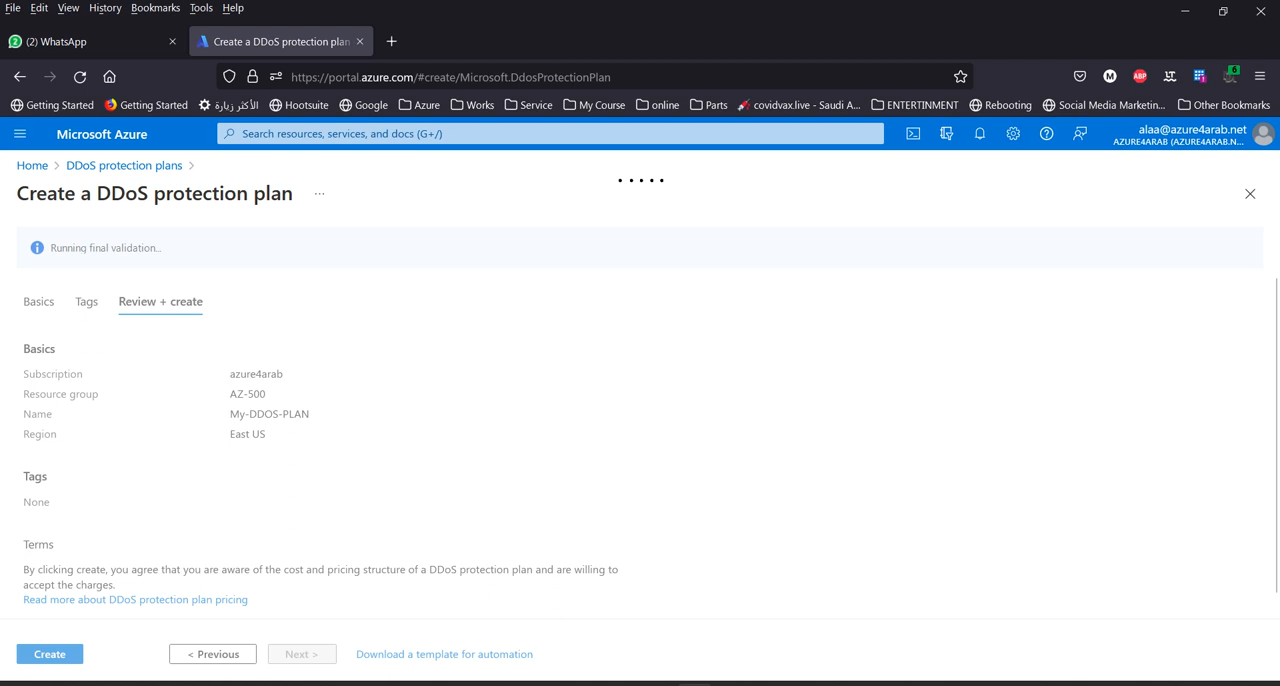 File Edit View History Bookmarks Tools Help
2 (2) WhatsApp
Create a DDoS protection plan
https://portal.azure.com/#create/Microsoft.DdosProtectionPlan
M ABP 6
Getting Started Getting Started الأكثر زيارة Hootsuite Google Azure Works Service My Course online Parts covidvax.live - Saudi A... ENTERTINMENT Rebooting Social Media Marketin... Other Bookmarks
Microsoft Azure Search resources, services, and docs (G+/) alaa@azure4arab.net
AZURE4ARAB (AZURE4ARAB.N...
Home > DDoS protection plans >
Create a DDoS protection plan ...
Running final validation...
Basics Tags Review + create
Basics
Subscription azure4arab
Resource group AZ-500
Name My-DDOS-PLAN
Region East US
Tags
None
Terms
By clicking create, you agree that you are aware of the cost and pricing structure of a DDoS protection plan and are willing to
accept the charges.
Read more about DDoS protection plan pricing
Create < Previous Next > Download a template for automation